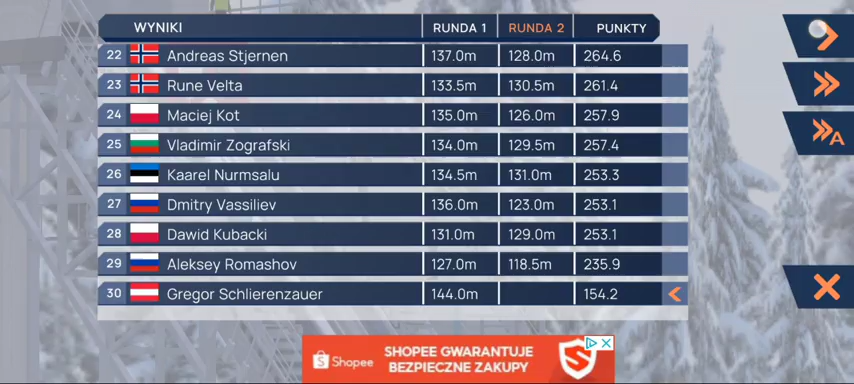 WYNIKI RUNDA 1 RUNDA 2 PUNKTY
22 Andreas Stjernen 137.0m 128.0m 264.6
23 Rune Velta 133.5m 130.5m 261.4
24 Maciej Kot 135.0m 126.0m 257.9
25 Vladimir Zografski 134.0m 129.5m 257.4
26 Kaarel Nurmsalu 134.5m 131.0m 253.3
27 Dmitry Vassiliev 136.0m 123.0m 253.1
28 Dawid Kubacki 131.0m 129.0m 253.1
29 Aleksey Romashov 127.0m 118.5m 235.9
30 Gregor Schlierenzauer 144.0m 154.2
A
Shopee SHOPEE GWARANTUJE
BEZPIECZNE ZAKUPY